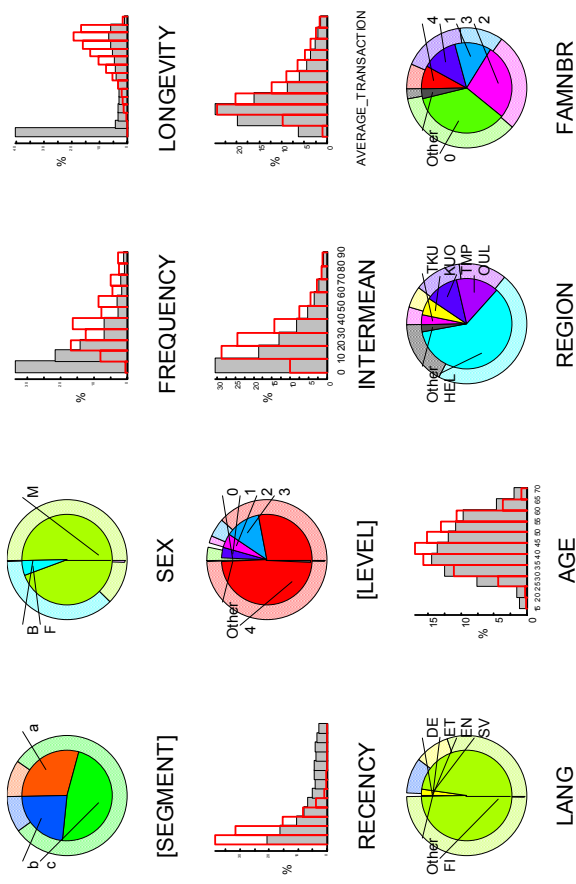 b
c
a
[SEGMENT]
B
F
M
SEX
%
FREQUENCY
%
LONGEVITY
%
RECENCY
Other
4
0
1
2
3
[LEVEL]
30
25
20
15
10
5
0
%
0 10 20 30 40 50 60 70 80 90
INTERMEAN
20
15
10
5
0
%
AVERAGE_TRANSACTION
Other
FI
DE
ET
EN
SV
LANG
15
10
5
0
%
15 20 25 30 35 40 45 50 55 60 65 70
AGE
Other
HEL
TKU
KUO
TMP
OUL
REGION
Other
0
4
1
3
2
FAMNBR